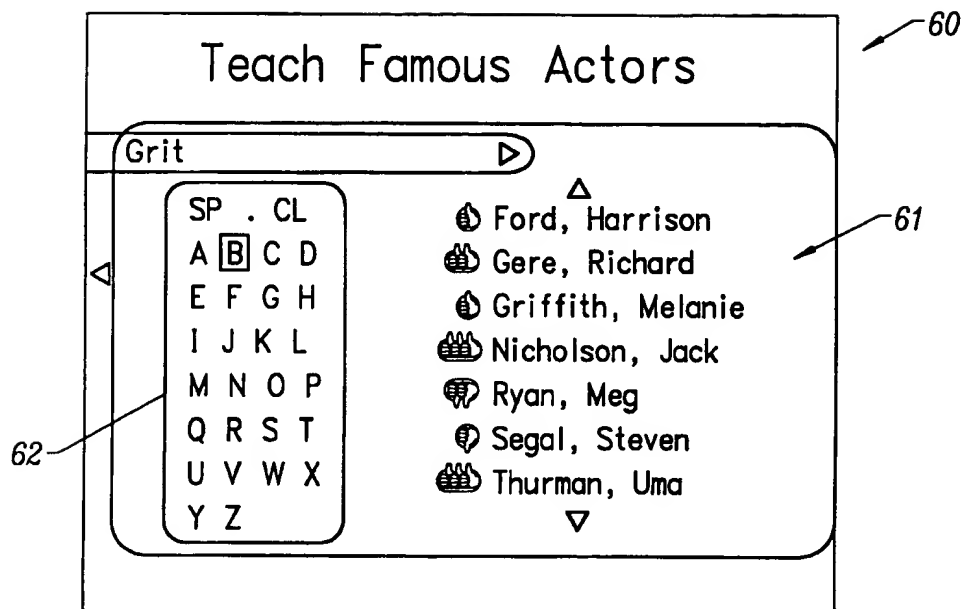 60
Teach Famous Actors
Grit
SP . CL
A B C D
E F G H
I J K L
M N O P
Q R S T
U V W X
Y Z
62
Ford, Harrison
Gere, Richard
Griffith, Melanie
Nicholson, Jack
Ryan, Meg
Segal, Steven
Thurman, Uma
61